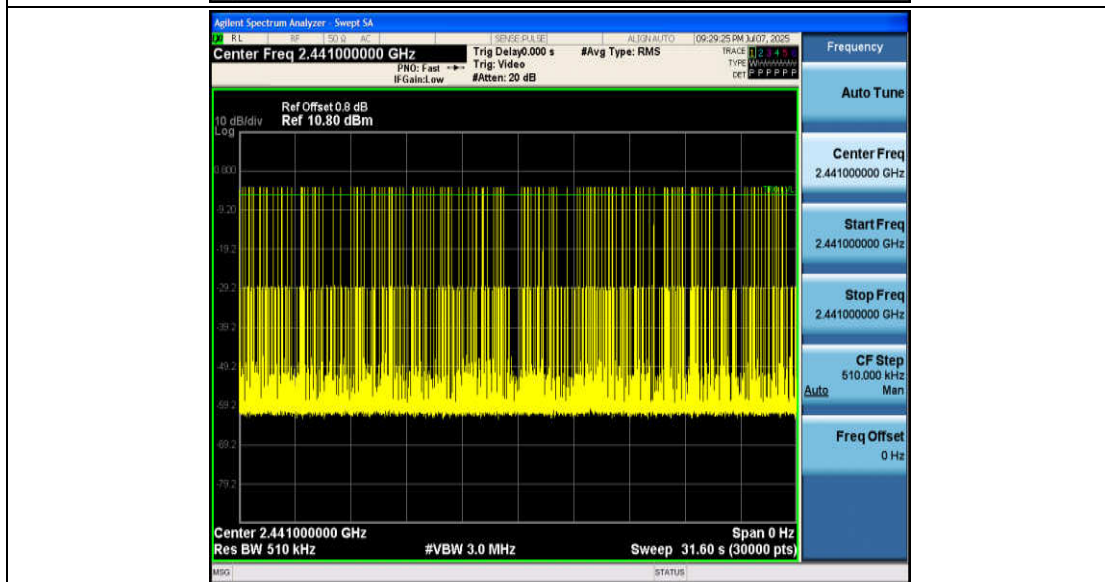 Agilent Spectrum Analyzer - Swept SA
RL RF 50 Ω AC SENSE:PULSE ALIGN AUTO 09:29:25 PM Jul 07, 2025
Center Freq 2.441000000 GHz
PNO: Fast
IFGain:Low
Trig Delay0.000 s
Trig: Video
#Atten: 20 dB
#Avg Type: RMS
TRACE 1 2 3 4 5 6
TYPE
DET P P P P P P
Ref Offset 0.8 dB
10 dB/div Ref 10.80 dBm
Log
0.800
-9.20
-19.2
-29.2
-39.2
-49.2
-59.2
-69.2
-79.2
Center 2.441000000 GHz Span 0 Hz
Res BW 510 kHz #VBW 3.0 MHz Sweep 31.60 s (30000 pts)
MSG STATUS
Frequency
Auto Tune
Center Freq
2.441000000 GHz
Start Freq
2.441000000 GHz
Stop Freq
2.441000000 GHz
CF Step
510.000 kHz
Auto Man
Freq Offset
0 Hz